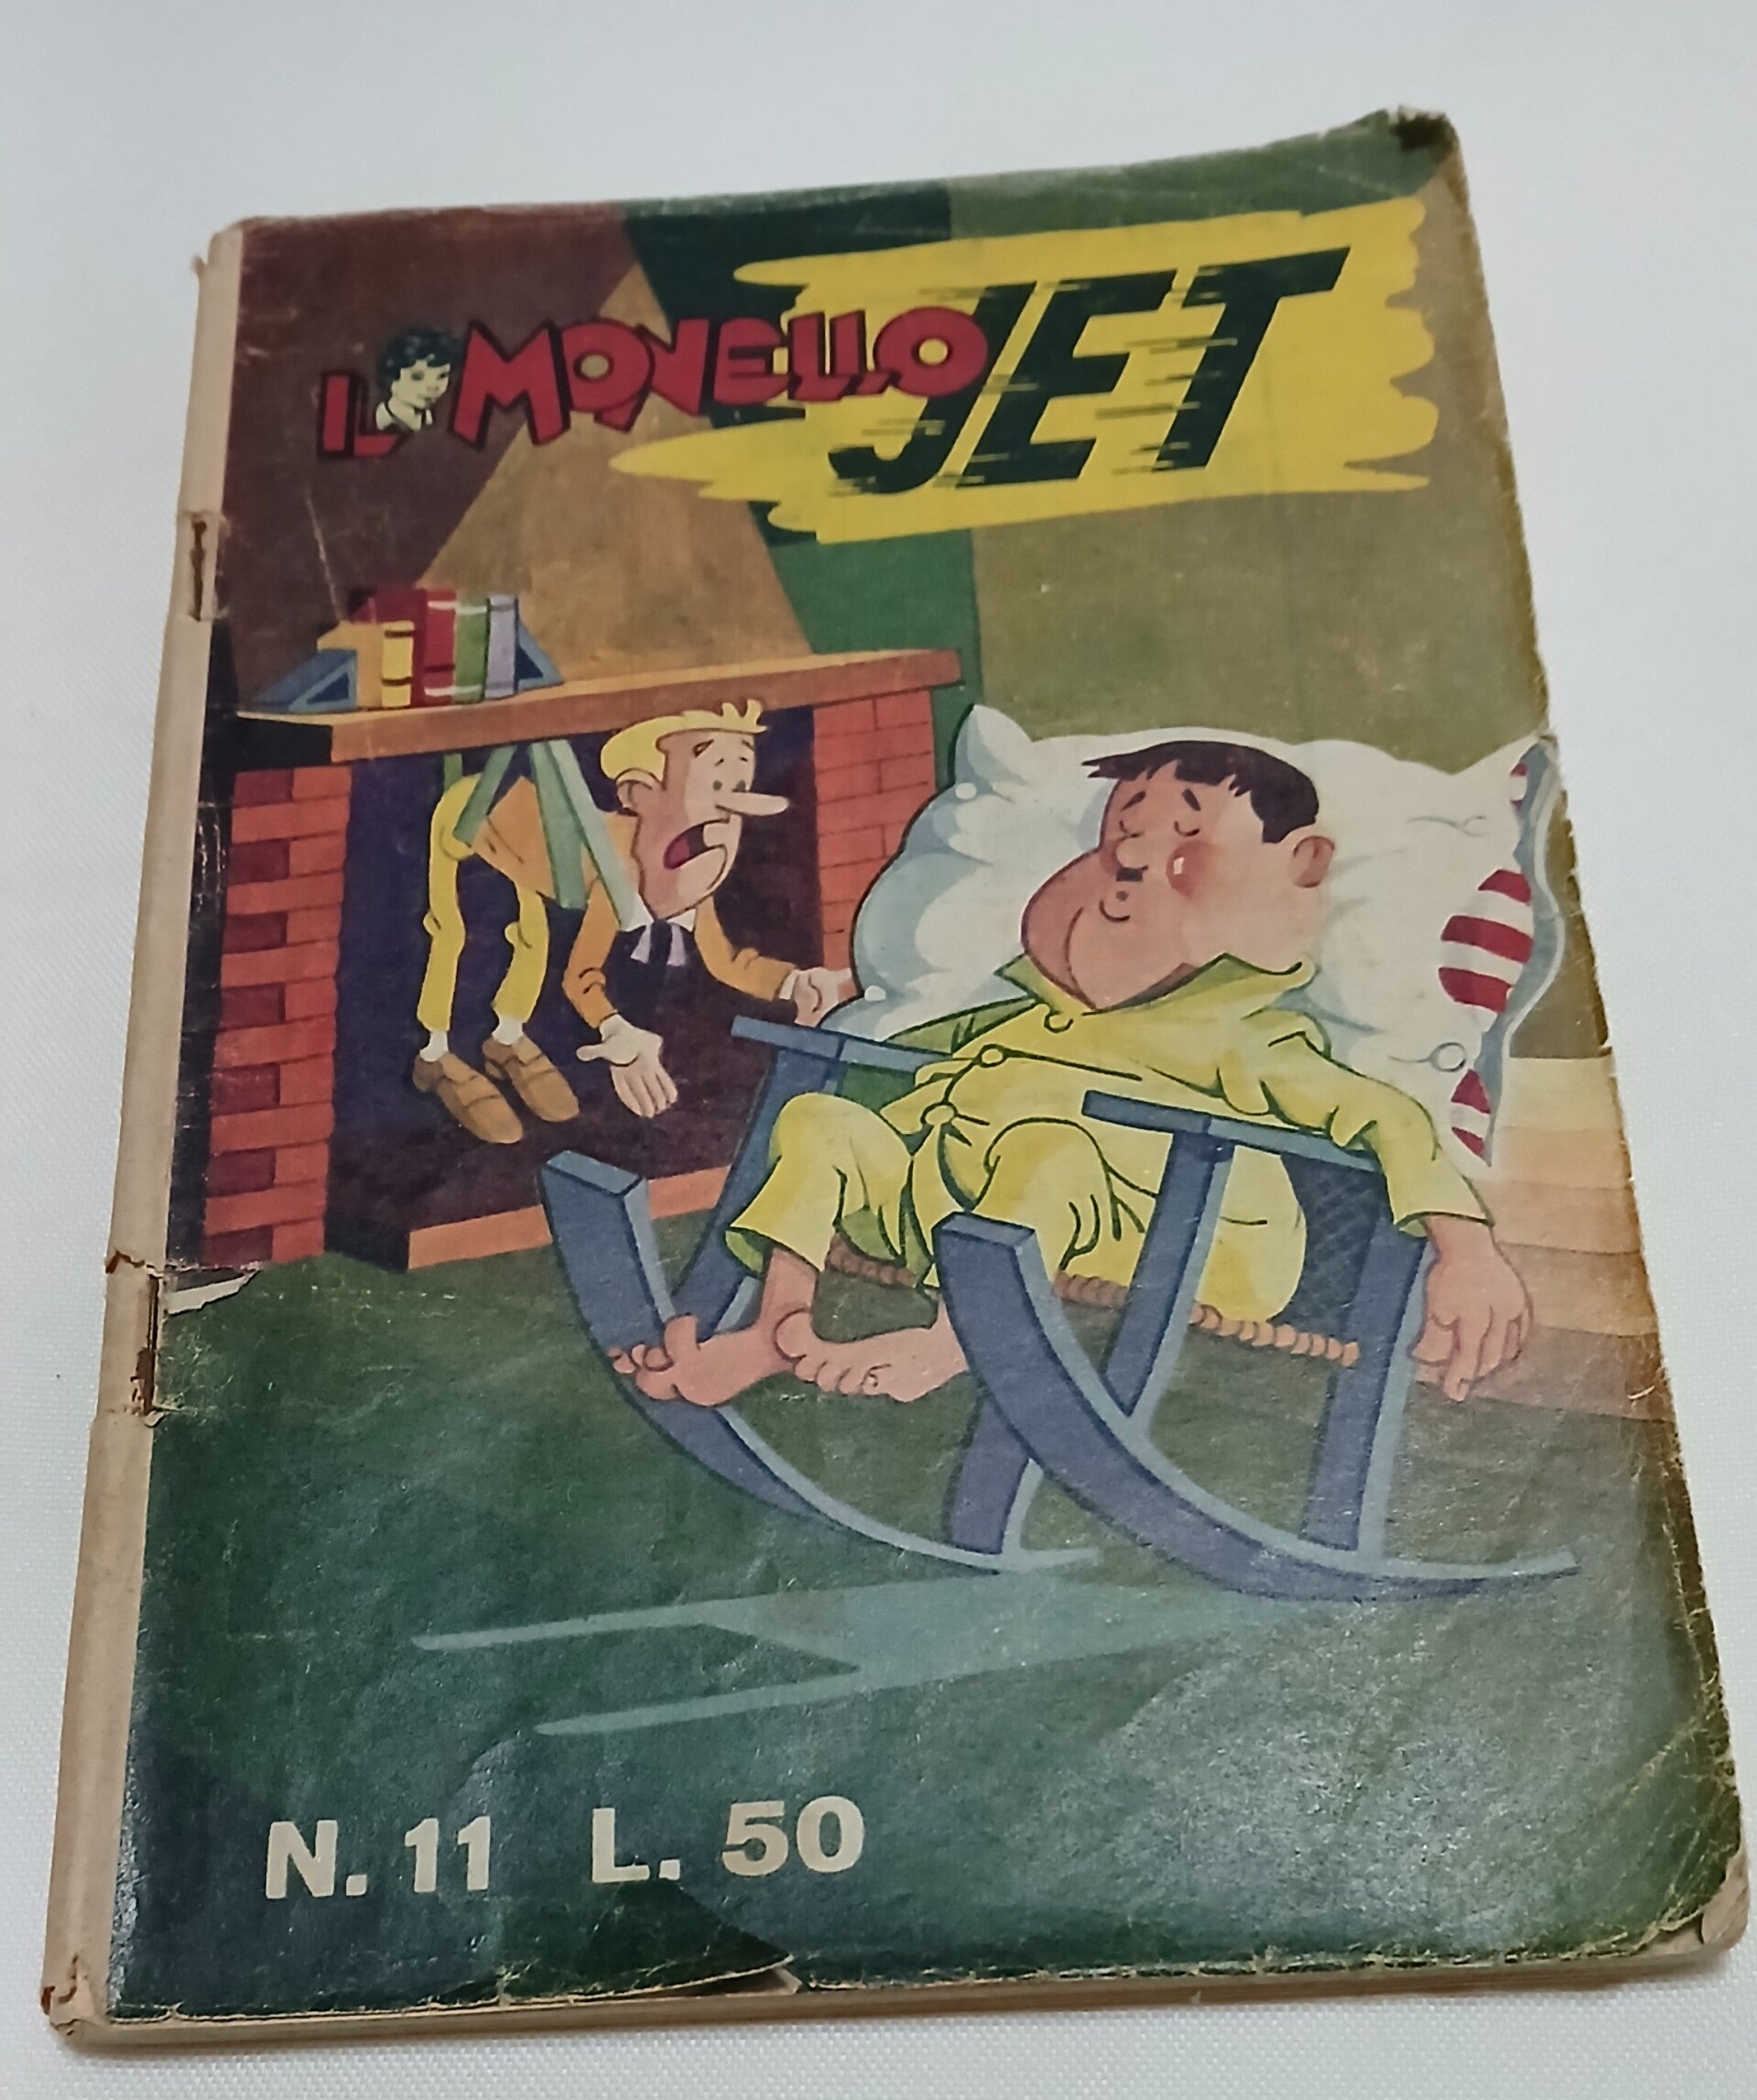 IL MONELLO JET
N. 11 L. 50